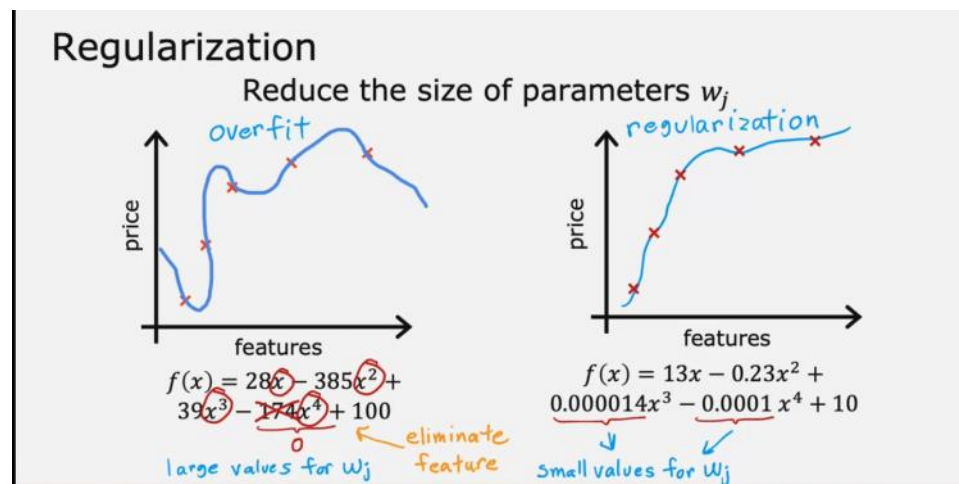 Regularization
Reduce the size of parameters wⱼ
overfit
price
features
f(x) = 28x − 385x² +
39x³ − 174x⁴ + 100
0
eliminate
feature
large values for wⱼ
regularization
price
features
f(x) = 13x − 0.23x² +
0.000014x³ − 0.0001 x⁴ + 10
small values for wⱼ